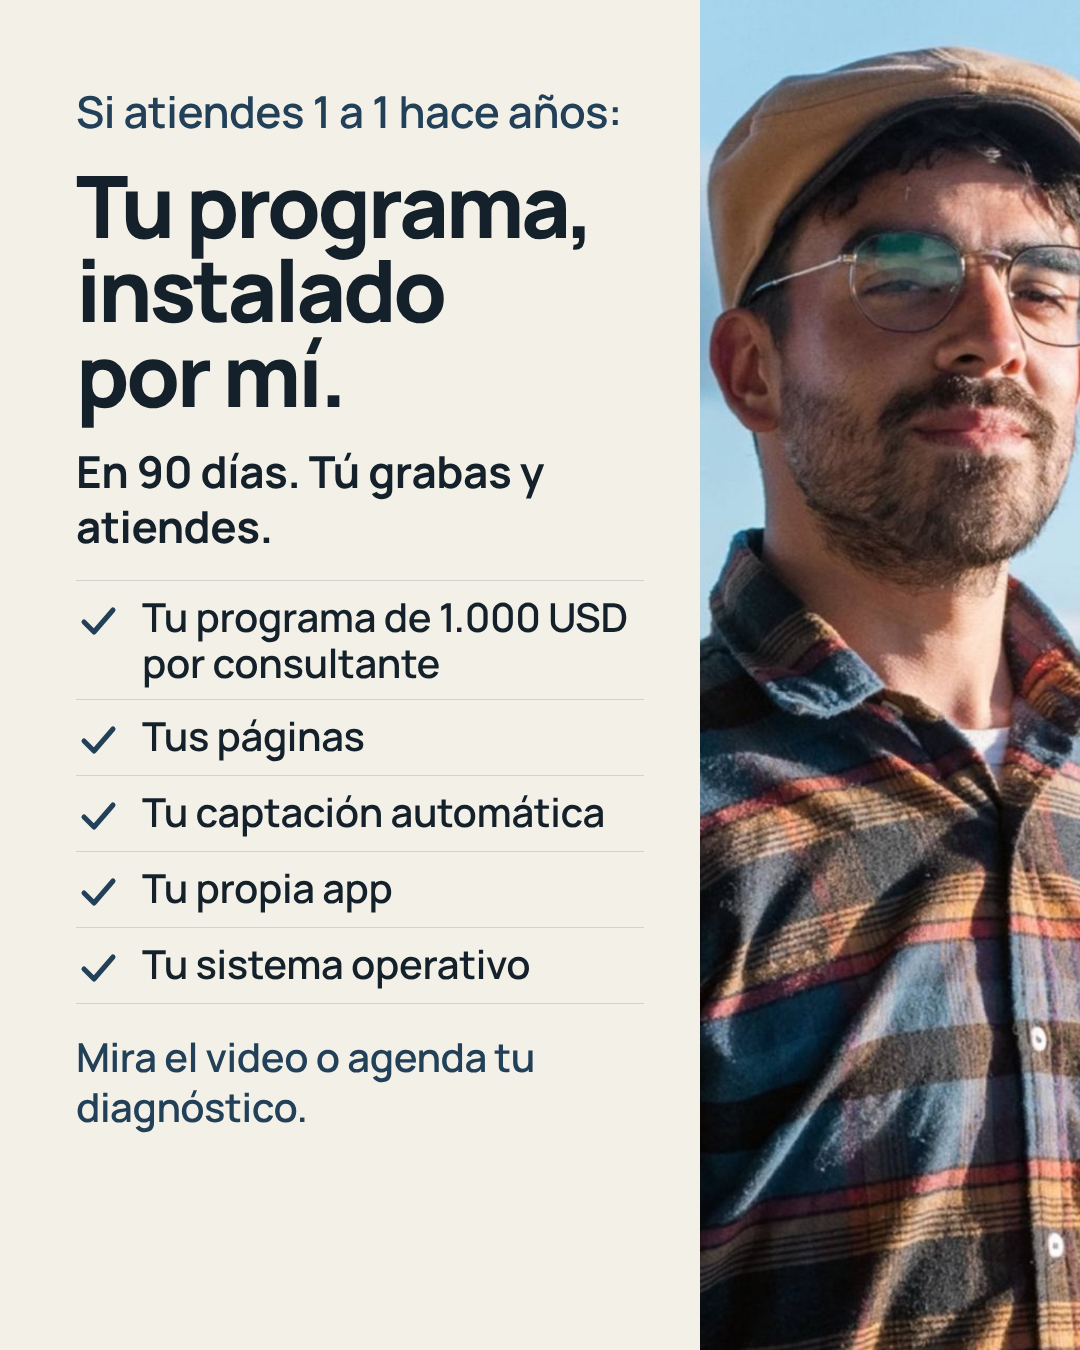 Si atiendes 1 a 1 hace años:
Tu programa,
instalado
por mí.
En 90 días. Tú grabas y
atiendes.
Tu programa de 1.000 USD
por consultante
Tus páginas
Tu captación automática
Tu propia app
Tu sistema operativo
Mira el video o agenda tu
diagnóstico.